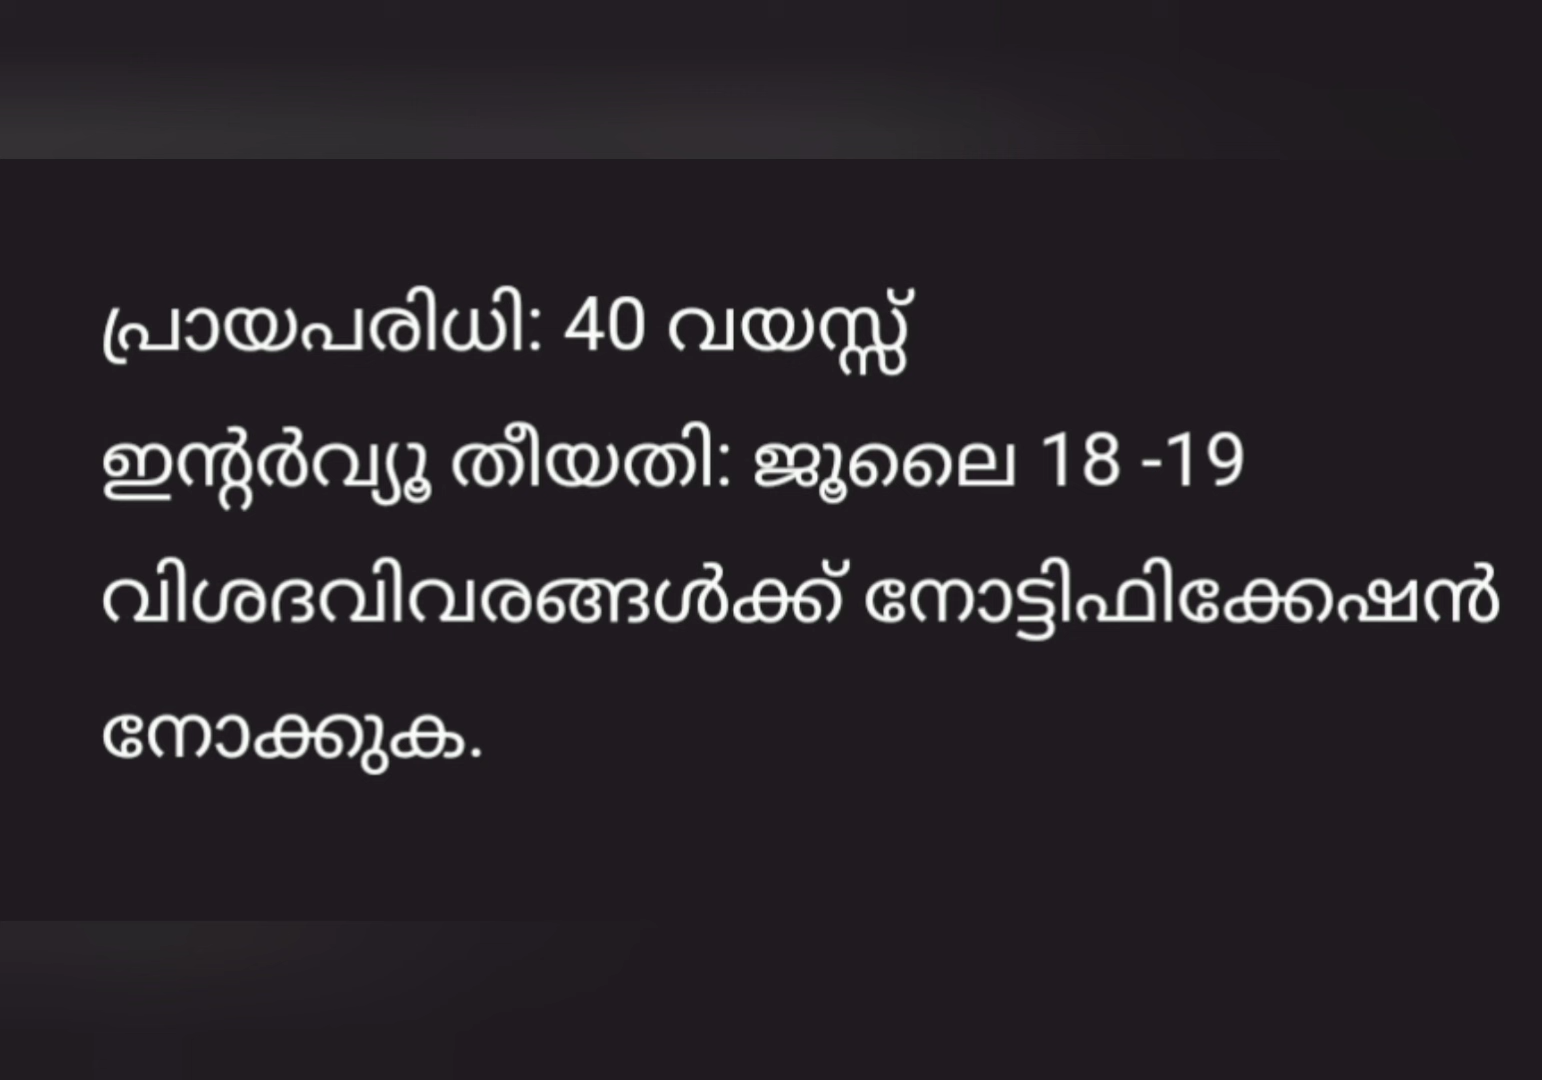 പ്രായപരിധി: 40 വയസ്സ്
ഇന്റർവ്യൂ തീയതി: ജൂലൈ 18 -19
വിശദവിവരങ്ങൾക്ക് നോട്ടിഫിക്കേഷൻ
നോക്കുക.